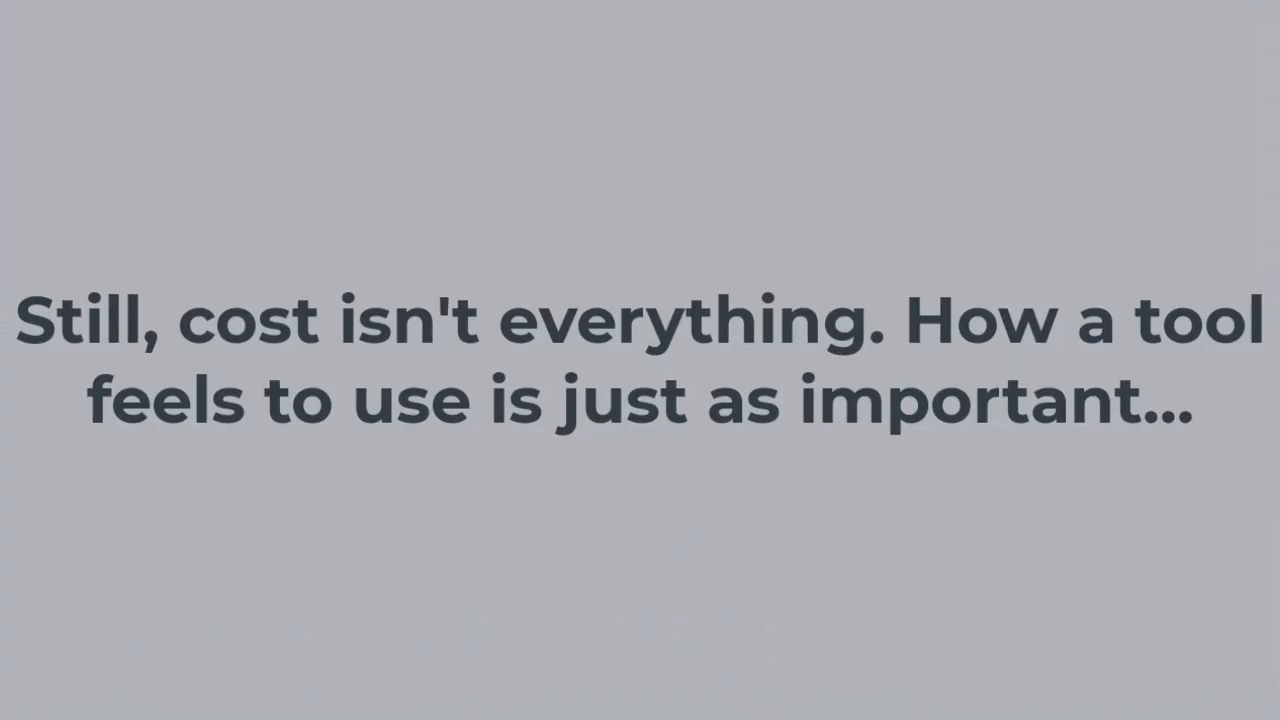 Still, cost isn't everything. How a tool
feels to use is just as important...